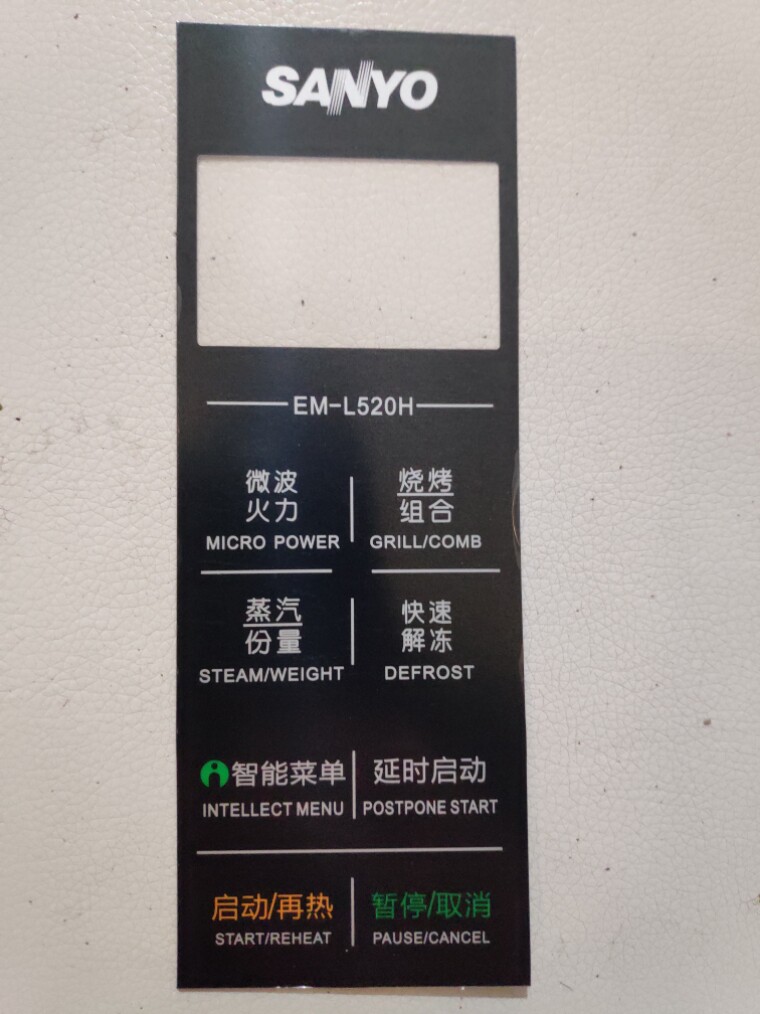 SANYO
EM-L520H
微波
火力
MICRO POWER
烧烤
组合
GRILL/COMB
蒸汽
份量
STEAM/WEIGHT
快速
解冻
DEFROST
智能菜单
INTELLECT MENU
延时启动
POSTPONE START
启动/再热
START/REHEAT
暂停/取消
PAUSE/CANCEL